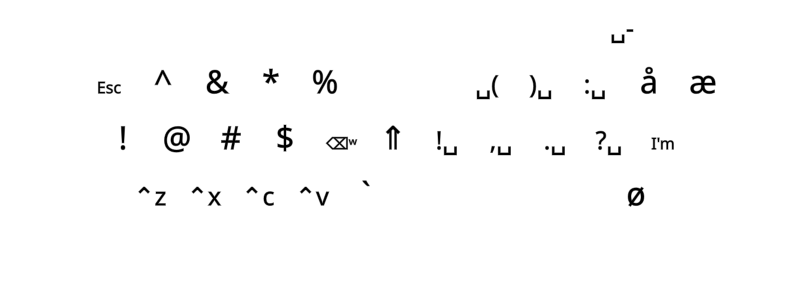 ␣-
Esc ^ & * % ␣( )␣ :␣ å æ
! @ # $ ⌫ʷ ⇑ !␣ ,␣ .␣ ?␣ I'm
^z ^x ^c ^v ` ø